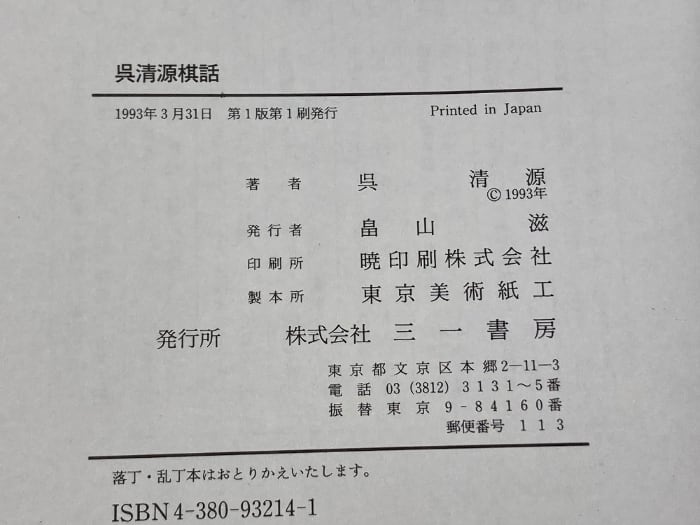 呉清源棋話
1993年3月31日 第1版第1刷発行 Printed in Japan
著者 呉清源
©1993年
発行者 畠山滋
印刷所 暁印刷株式会社
製本所 東京美術紙工
発行所 株式会社三一書房
東京都文京区本郷2―11―3
電話 03 (3812) 3131〜5番
振替東京 9-84160番
郵便番号 113
落丁・乱丁本はおとりかえいたします。
ISBN4-380-93214-1